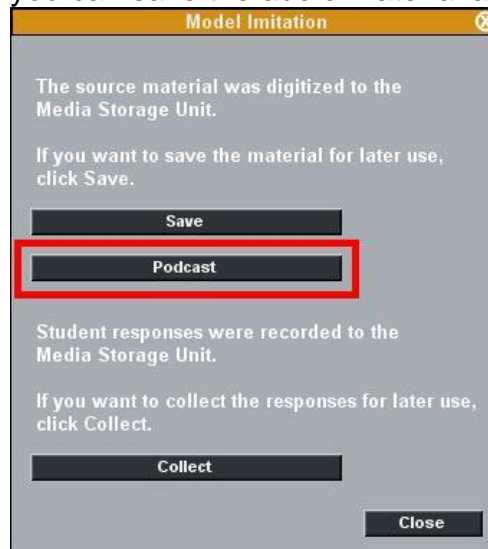 Model Imitation
The source material was digitized to the
Media Storage Unit.
If you want to save the material for later use,
click Save.
Save
Podcast
Student responses were recorded to the
Media Storage Unit.
If you want to collect the responses for later use,
click Collect.
Collect
Close